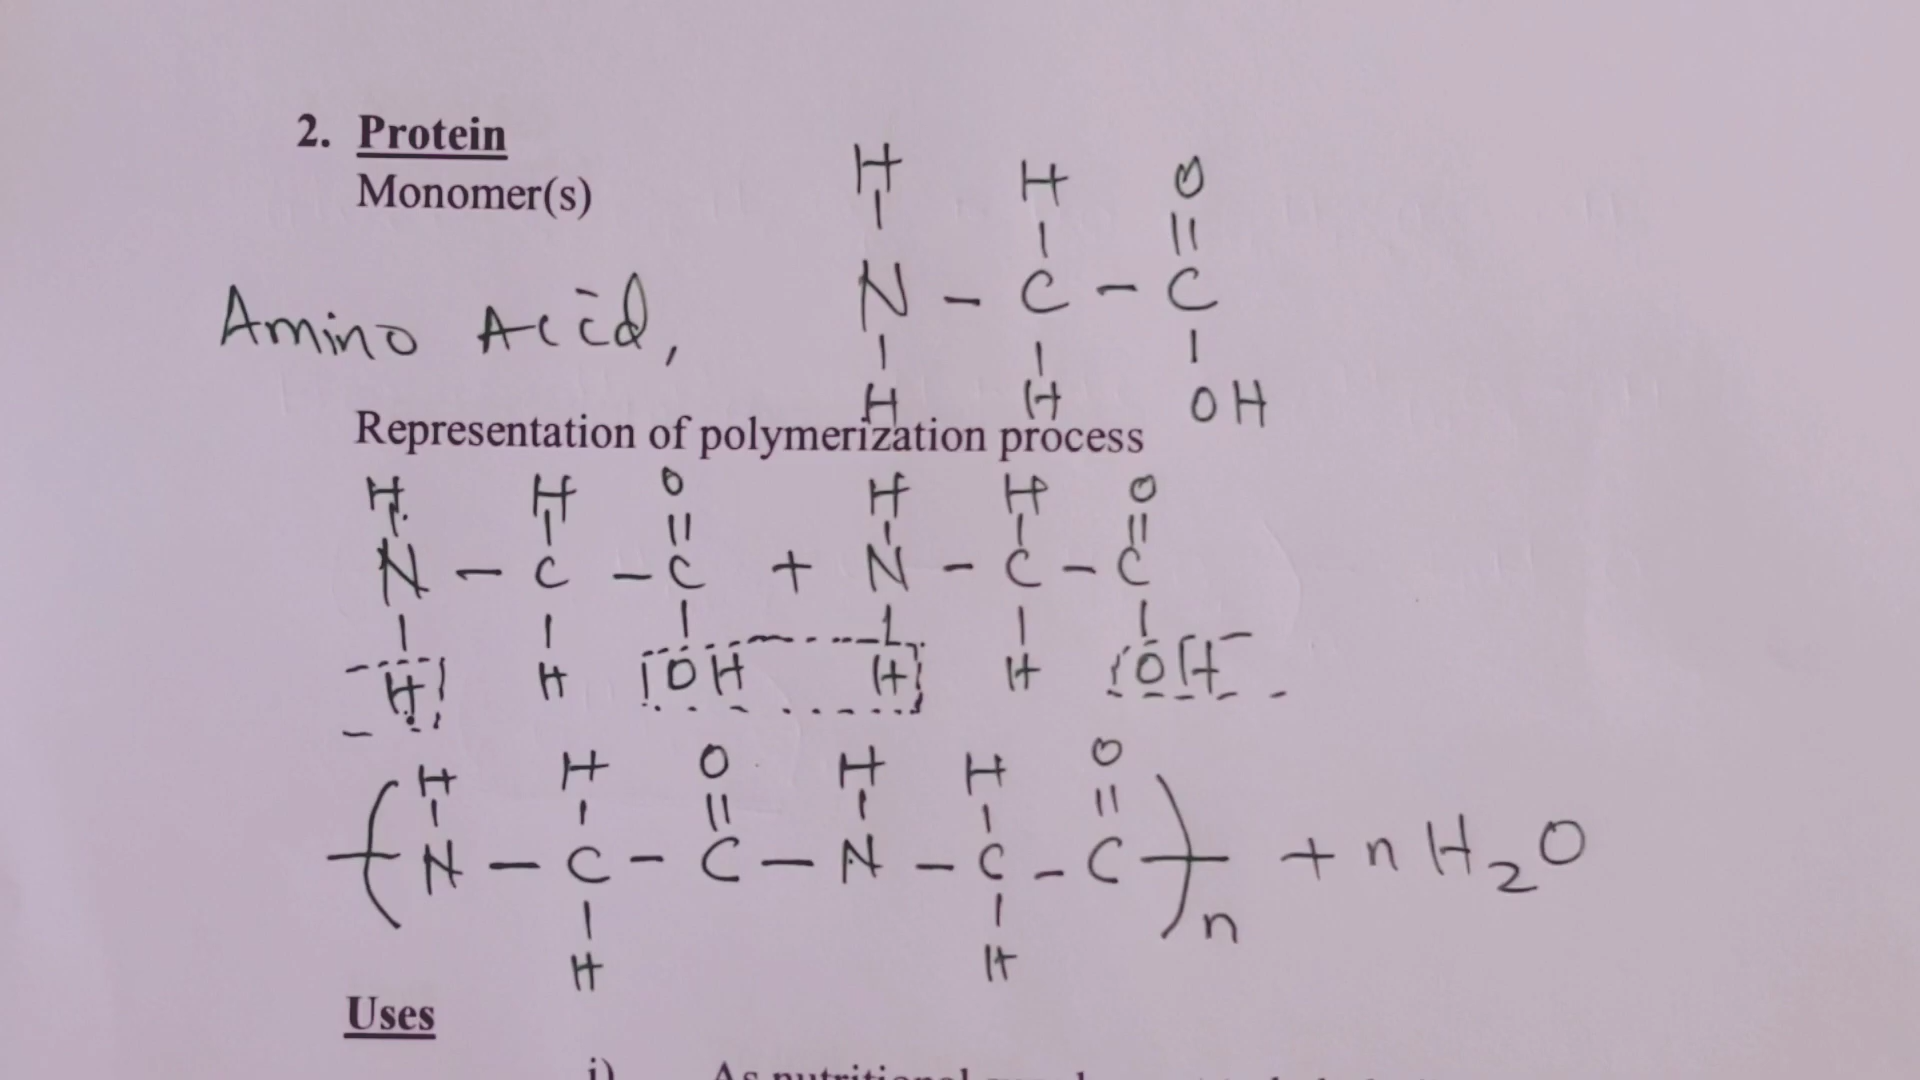 2. Protein
Monomer(s)
H H O
| | ||
Amino Acid, N - C - C
| | |
H H OH
Representation of polymerization process
H H O H H O
| | || | | ||
N - C - C + N - C - C
| | | | | |
H H OH H H OH
H H O H H O
| | || | | ||
( N - C - C - N - C - C )n + n H2O
| |
H H
Uses
i)